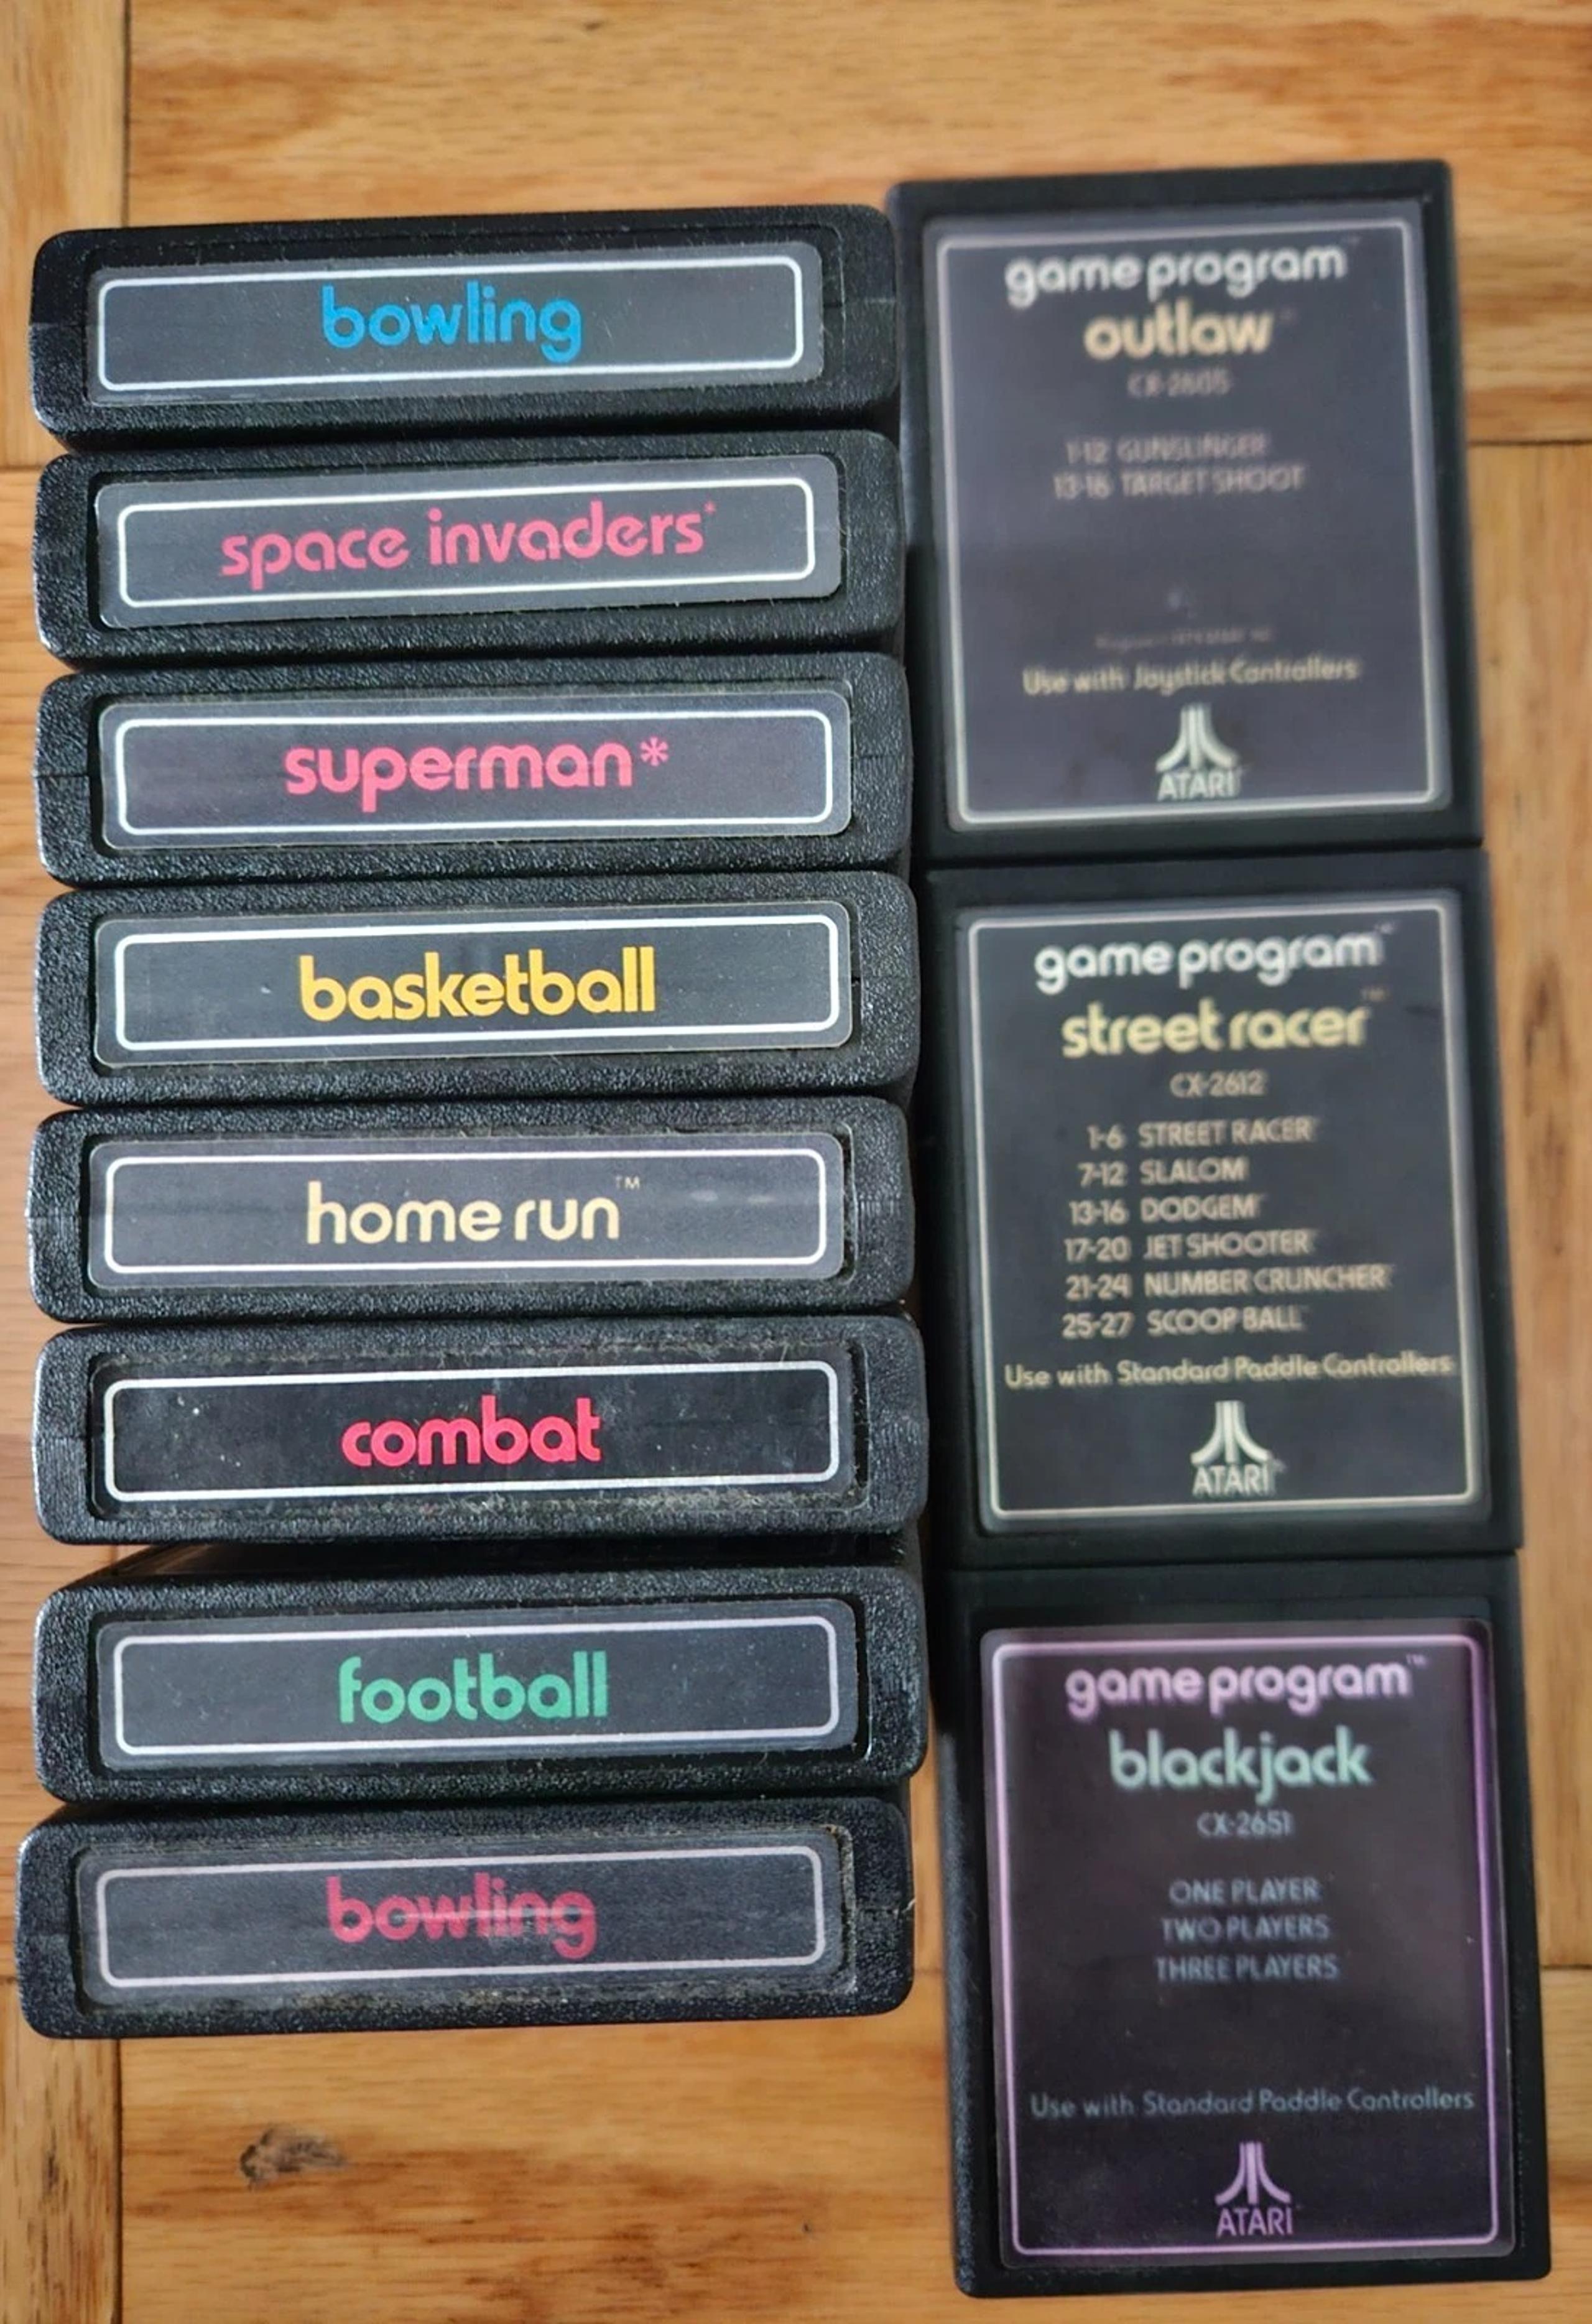 bowling
space invaders*
superman*
basketball
home run™
combat
football
bowling
game program™
outlaw™
CX-2605
1-12 GUNSLINGER
13-16 TARGET SHOOT
Use with Joystick Controllers
ATARI
game program™
street racer™
CX-2612
1-6 STREET RACER
7-12 SLALOM
13-16 DODGEM
17-20 JET SHOOTER
21-24 NUMBER CRUNCHER
25-27 SCOOP BALL
Use with Standard Paddle Controllers
ATARI
game program™
blackjack
CX-2651
ONE PLAYER
TWO PLAYERS
THREE PLAYERS
Use with Standard Paddle Controllers
ATARI